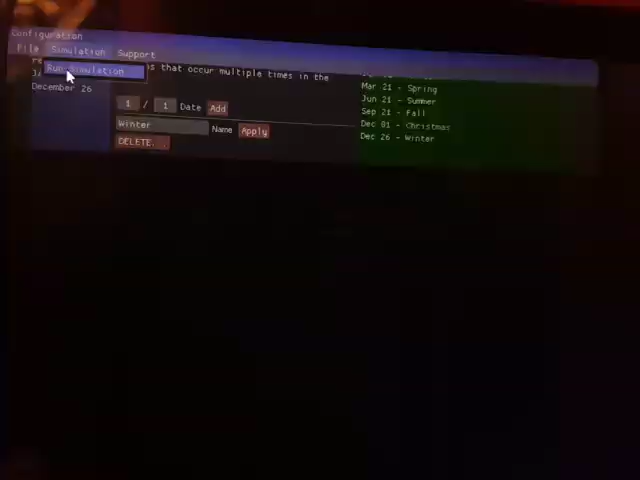 Configuration
File Simulation Support
Run Simulation
s that occur multiple times in the
December 26
1 / 1 Date Add
Winter Name Apply
DELETE..
Mar 21 - Spring
Jun 21 - Summer
Sep 21 - Fall
Dec 01 - Christmas
Dec 26 - Winter